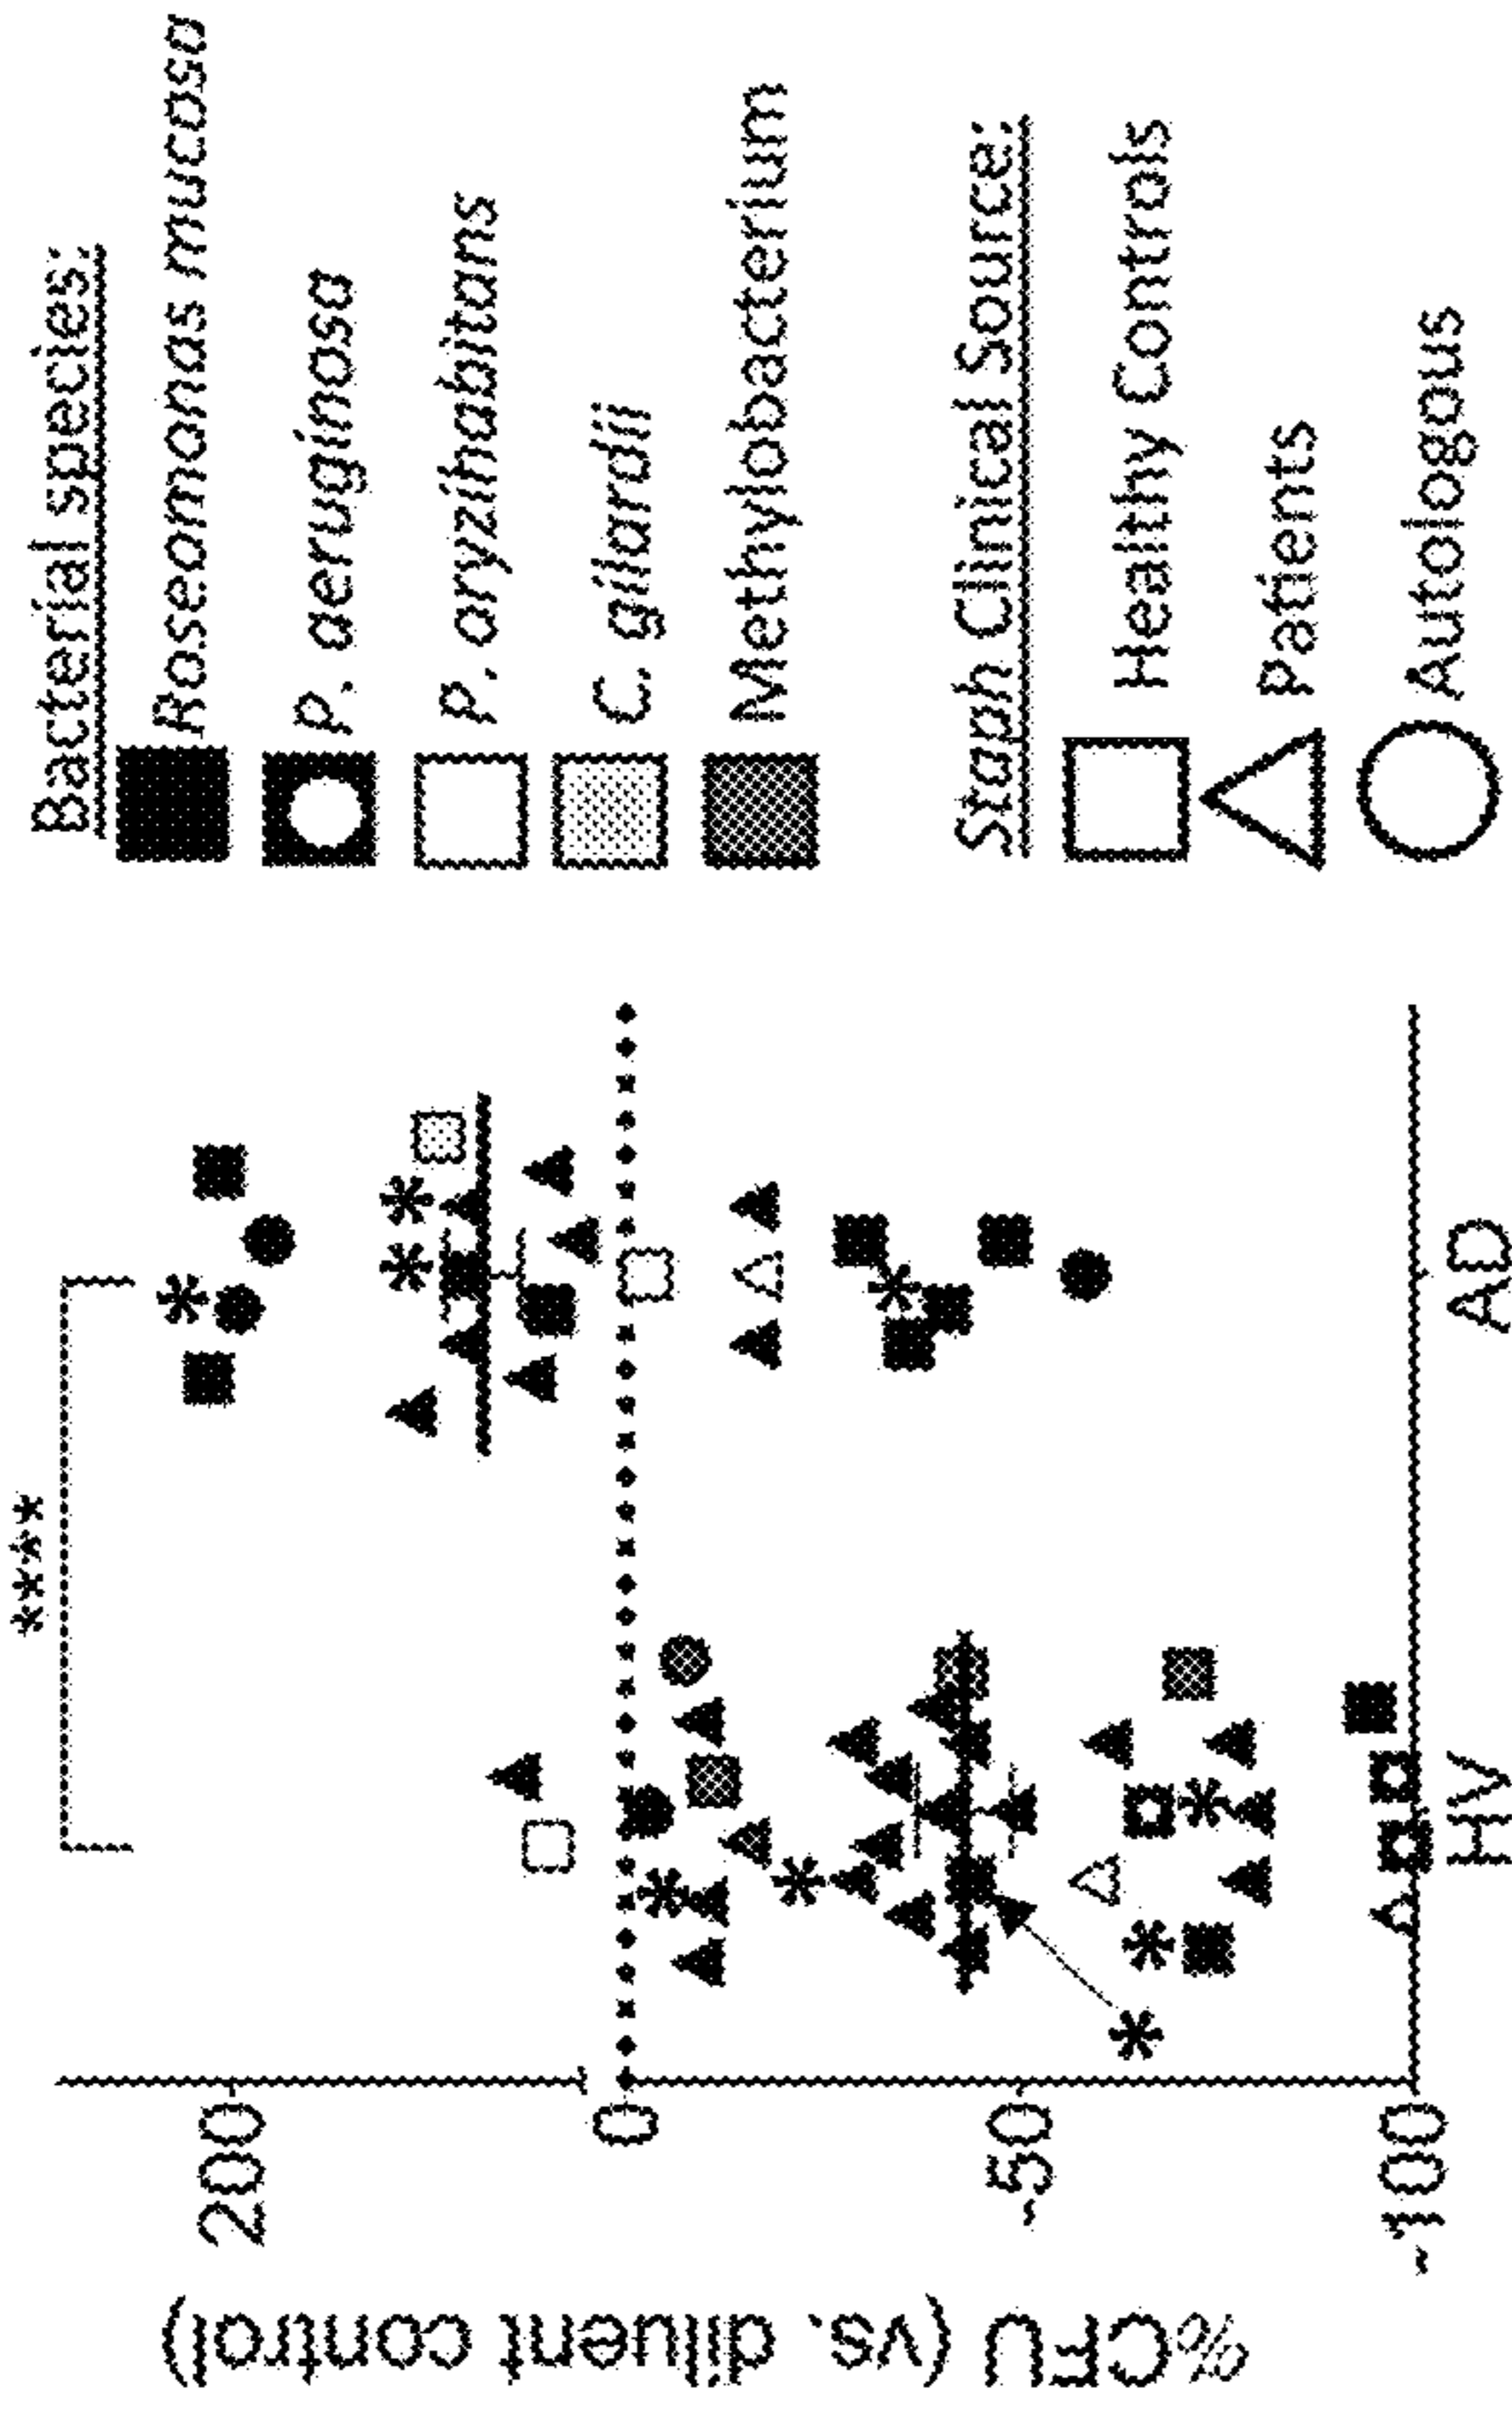 %CFU (vs. diluent control)
200
0
~50
~100
****
*
*
*
*
*
*
*
*
*
HV
AD
Bacterial species:
Roseomonas mucosa
P. aeruginosa
P. oryzihabitans
C. gilardii
Methylobacterium
Staph Clinical Source:
Healthy Controls
Patients
Autologous